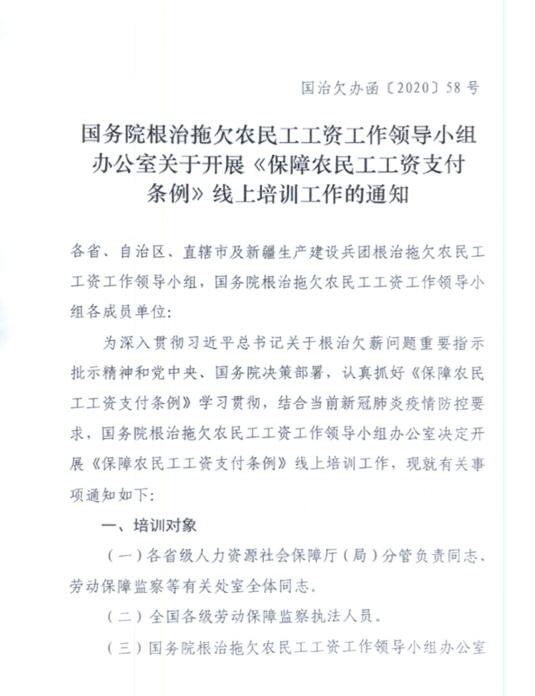 国治欠办函〔2020〕58号
国务院根治拖欠农民工工资工作领导小组
办公室关于开展《保障农民工工资支付
条例》线上培训工作的通知
各省、自治区、直辖市及新疆生产建设兵团根治拖欠农民工
工资工作领导小组，国务院根治拖欠农民工工资工作领导小
组各成员单位：
为深入贯彻习近平总书记关于根治欠薪问题重要指示
批示精神和党中央、国务院决策部署，认真抓好《保障农民
工工资支付条例》学习贯彻，结合当前新冠肺炎疫情防控要
求，国务院根治拖欠农民工工资工作领导小组办公室决定开
展《保障农民工工资支付条例》线上培训工作，现就有关事
项通知如下：
一、培训对象
（一）各省级人力资源社会保障厅（局）分管负责同志、
劳动保障监察等有关处室全体同志。
（二）全国各级劳动保障监察执法人员。
（三）国务院根治拖欠农民工工资工作领导小组办公室